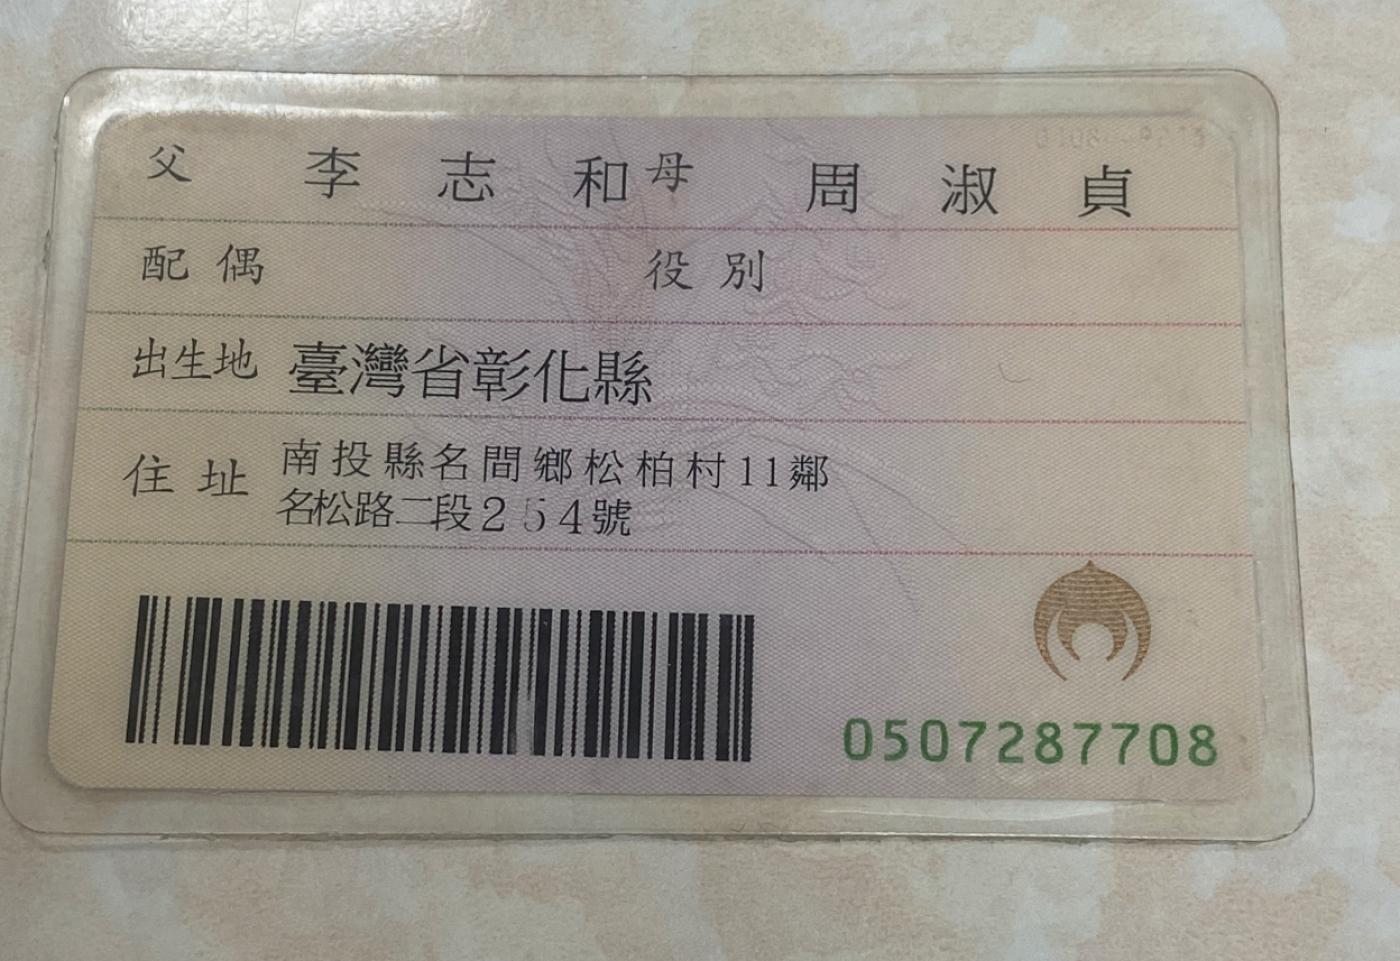 父 李志和 母 周淑貞
配偶 役別
出生地 臺灣省彰化縣
住址 南投縣名間鄉松柏村11鄰
名松路二段254號
0507287708